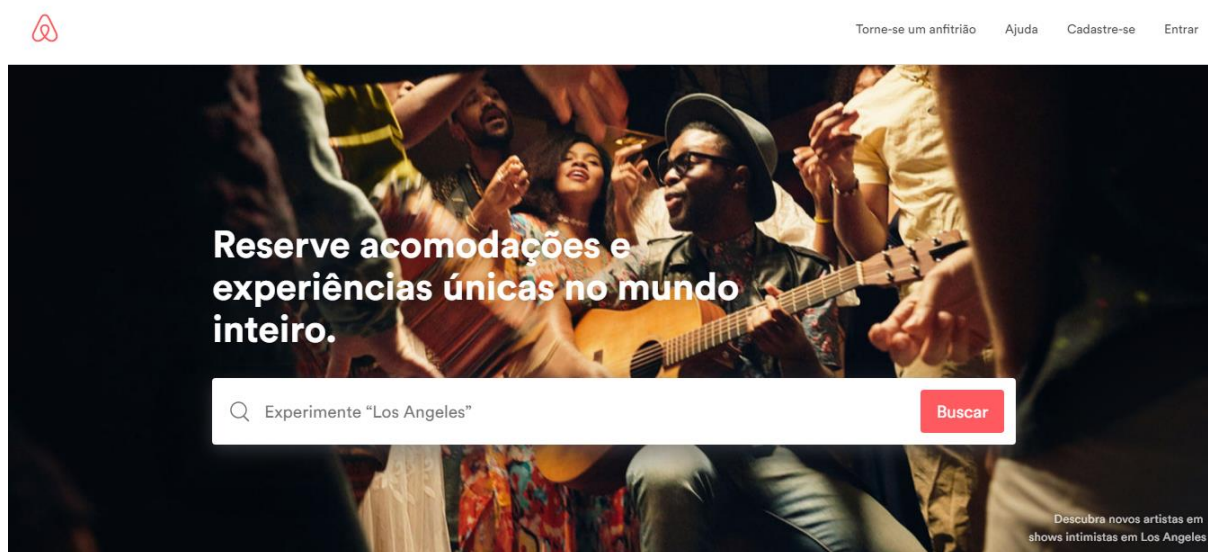 Torne-se um anfitrião Ajuda Cadastre-se Entrar
Reserve acomodações e
experiências únicas no mundo
inteiro.
Experimente “Los Angeles” Buscar
Descubra novos artistas em
shows intimistas em Los Angeles